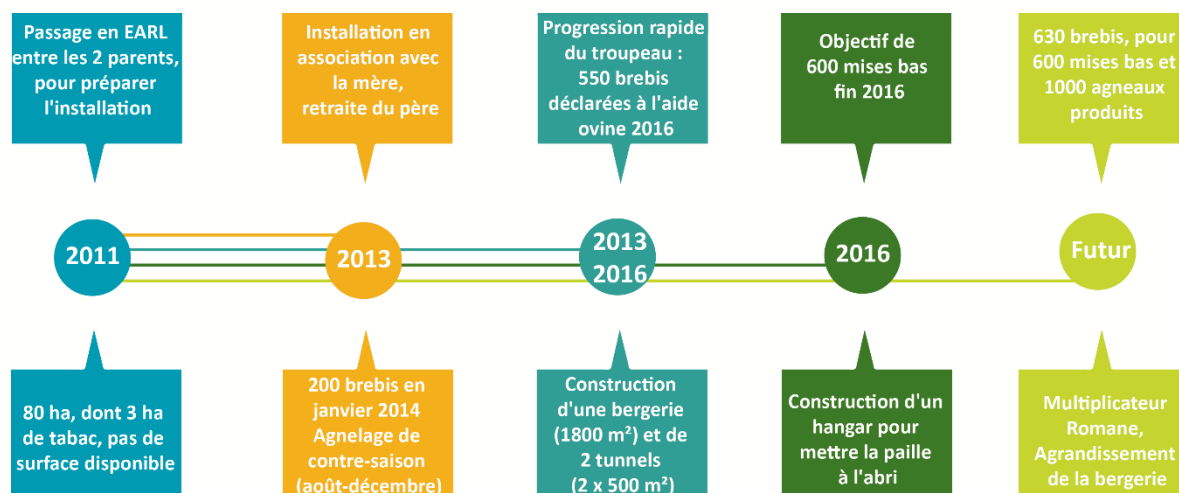 Passage en EARL
entre les 2 parents,
pour préparer
l'installation
Installation en
association avec
la mère,
retraite du père
Progression rapide
du troupeau :
550 brebis
déclarées à l'aide
ovine 2016
Objectif de
600 mises bas
fin 2016
630 brebis, pour
600 mises bas et
1000 agneaux
produits
2011
2013
2013
2016
2016
Futur
80 ha, dont 3 ha
de tabac, pas de
surface disponible
200 brebis en
janvier 2014
Agnelage de
contre-saison
(août-décembre)
Construction
d'une bergerie
(1800 m²) et de
2 tunnels
(2 x 500 m²)
Construction d'un
hangar pour
mettre la paille
à l'abri
Multiplicateur
Romane,
Agrandissement
de la bergerie